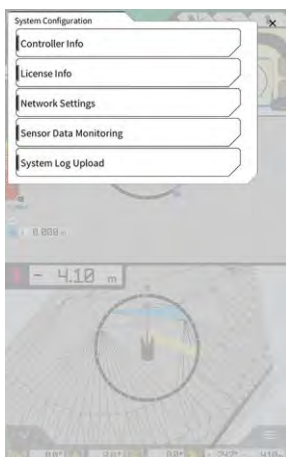 System Configuration
×
Controller Info
License Info
Network Settings
Sensor Data Monitoring
System Log Upload
0.000 m
- 4.10 m